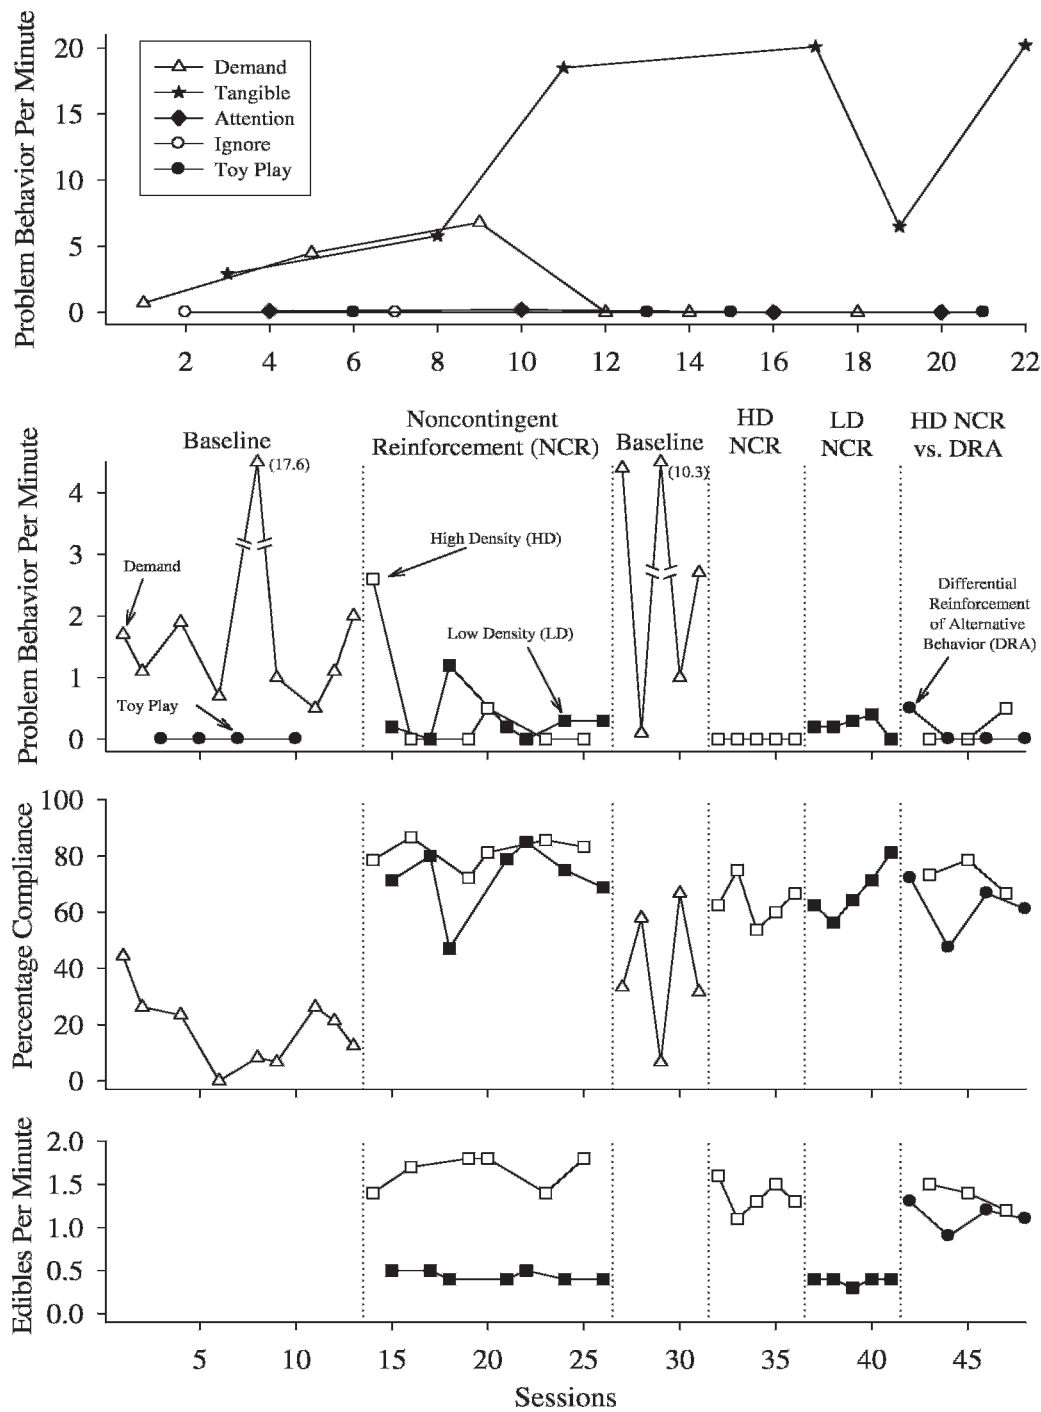 Problem Behavior Per Minute
20
15
10
5
0
Demand
Tangible
Attention
Ignore
Toy Play
2 4 6 8 10 12 14 16 18 20 22
Baseline
Noncontingent
Reinforcement (NCR)
Baseline
HD
NCR
LD
NCR
HD NCR
vs. DRA
Problem Behavior Per Minute
4
3
2
1
0
(17.6)
(10.3)
Demand
Toy Play
High Density (HD)
Low Density (LD)
Differential
Reinforcement
of Alternative
Behavior (DRA)
Percentage Compliance
100
80
60
40
20
0
Edibles Per Minute
2.0
1.5
1.0
0.5
0.0
5 10 15 20 25 30 35 40 45
Sessions